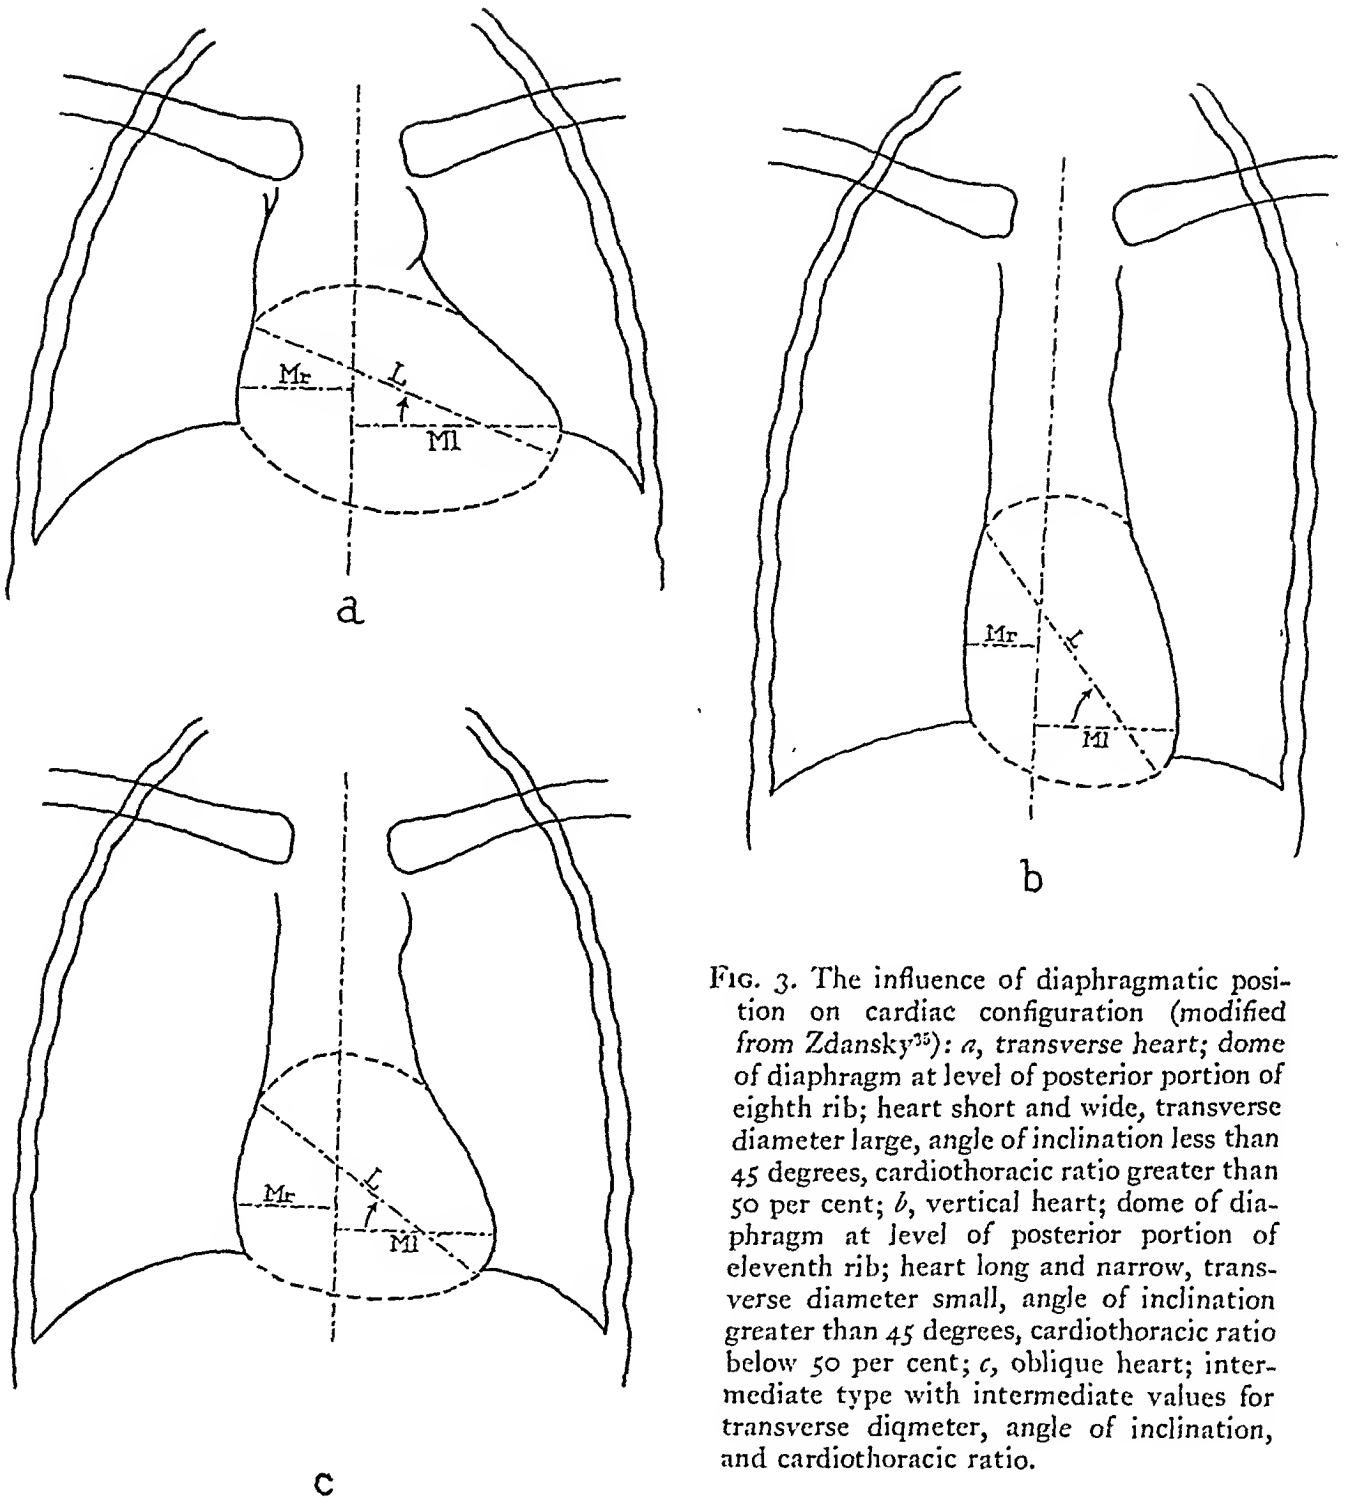 Mr
L
Ml
a
Mr
L
Ml
b
Mr
L
Ml
c
FIG. 3. The influence of diaphragmatic posi-
tion on cardiac configuration (modified
from Zdansky³⁵): a, transverse heart; dome
of diaphragm at level of posterior portion of
eighth rib; heart short and wide, transverse
diameter large, angle of inclination less than
45 degrees, cardiothoracic ratio greater than
50 per cent; b, vertical heart; dome of dia-
phragm at level of posterior portion of
eleventh rib; heart long and narrow, trans-
verse diameter small, angle of inclination
greater than 45 degrees, cardiothoracic ratio
below 50 per cent; c, oblique heart; inter-
mediate type with intermediate values for
transverse diqmeter, angle of inclination,
and cardiothoracic ratio.